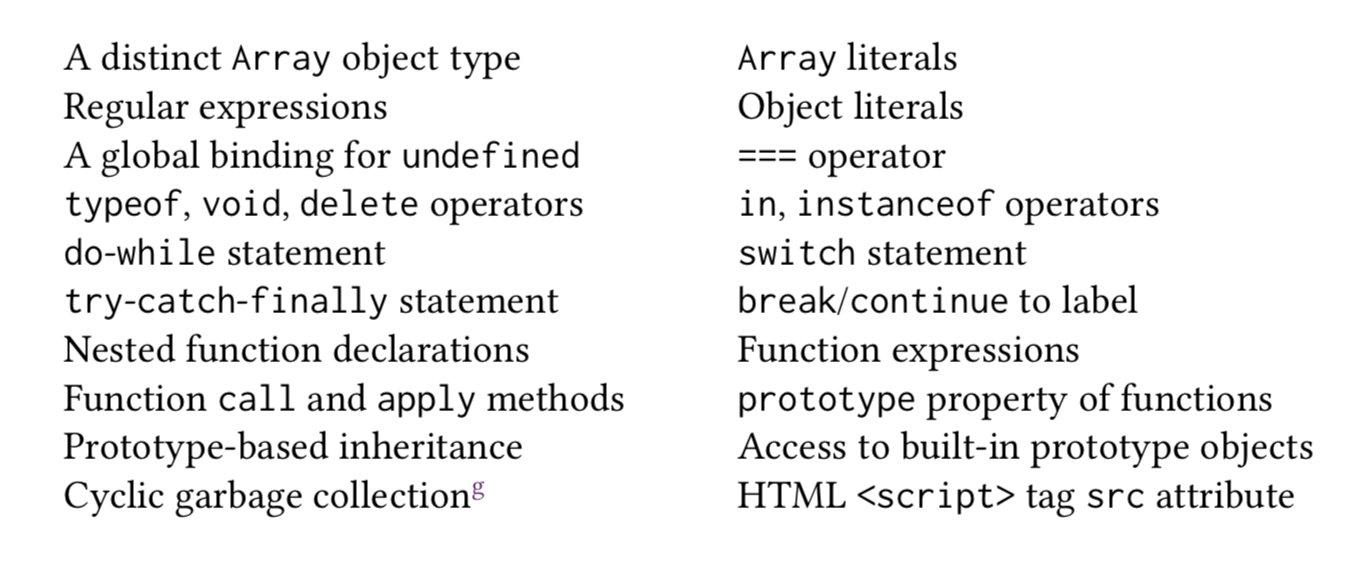 A distinct Array object type
Regular expressions
A global binding for undefined
typeof, void, delete operators
do-while statement
try-catch-finally statement
Nested function declarations
Function call and apply methods
Prototype-based inheritance
Cyclic garbage collectiong
Array literals
Object literals
=== operator
in, instanceof operators
switch statement
break/continue to label
Function expressions
prototype property of functions
Access to built-in prototype objects
HTML <script> tag src attribute